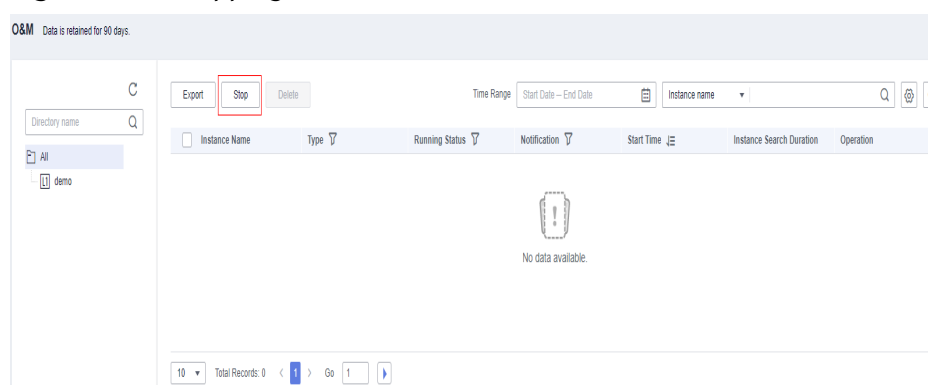 O&M Data is retained for 90 days.
Export Stop Delete Time Range Start Date – End Date Instance name
Directory name
Instance Name Type Running Status Notification Start Time Instance Search Duration Operation
All
L1 demo
No data available.
10 Total Records: 0 < 1 > Go 1